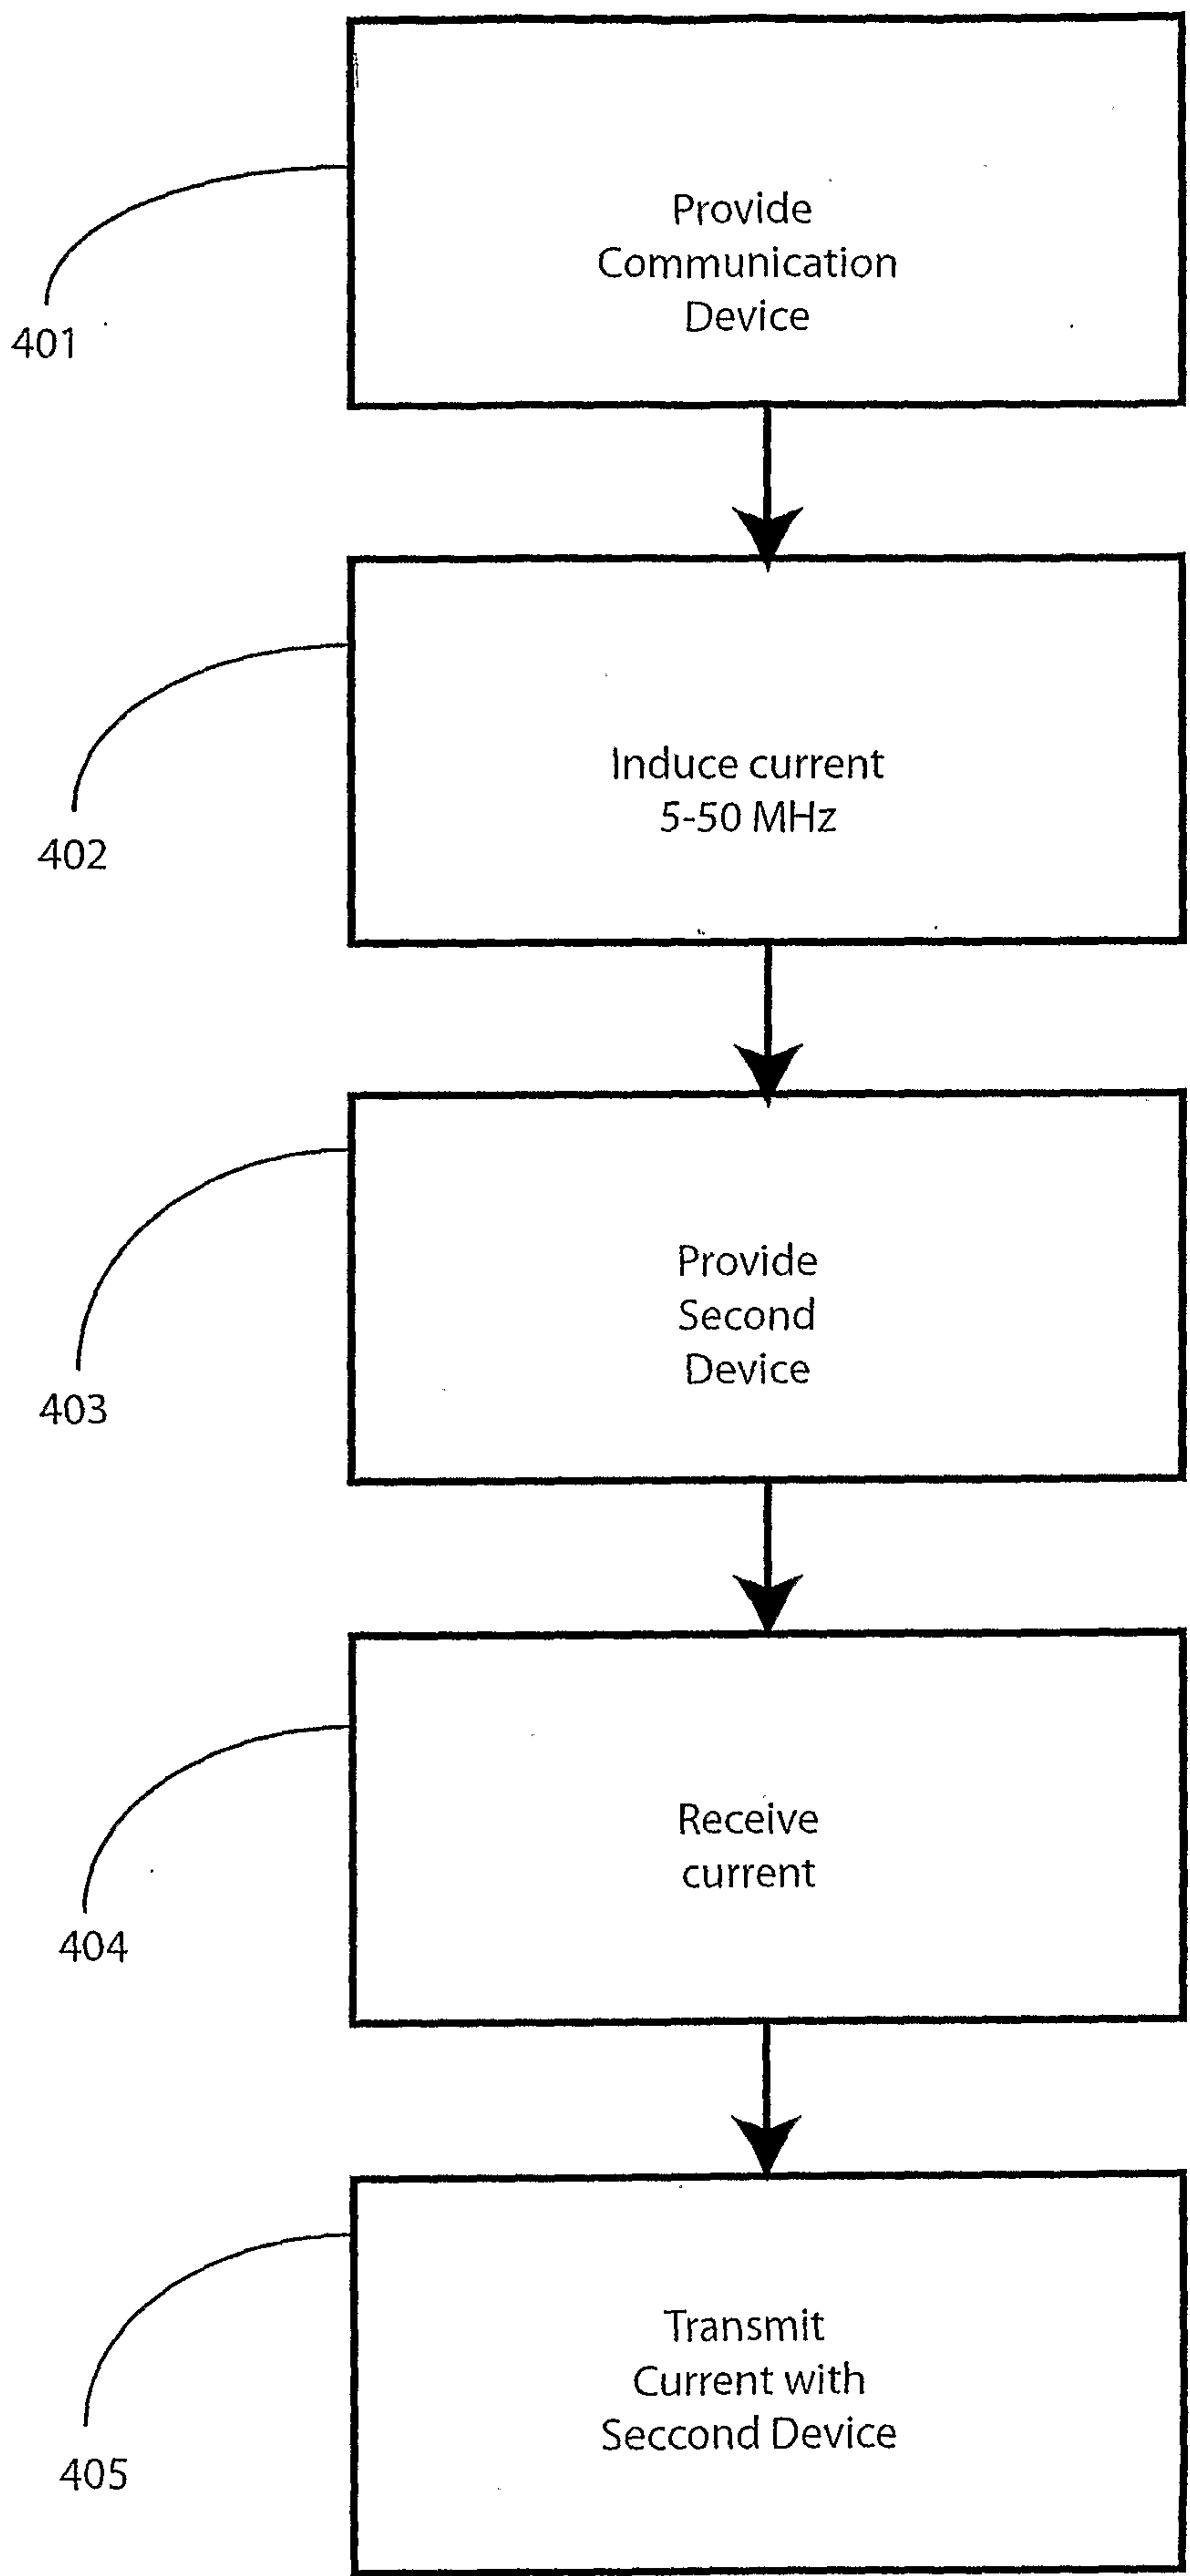 Provide
Communication
Device
401
Induce current
5-50 MHz
402
Provide
Second
Device
403
Receive
current
404
Transmit
Current with
Seccond Device
405